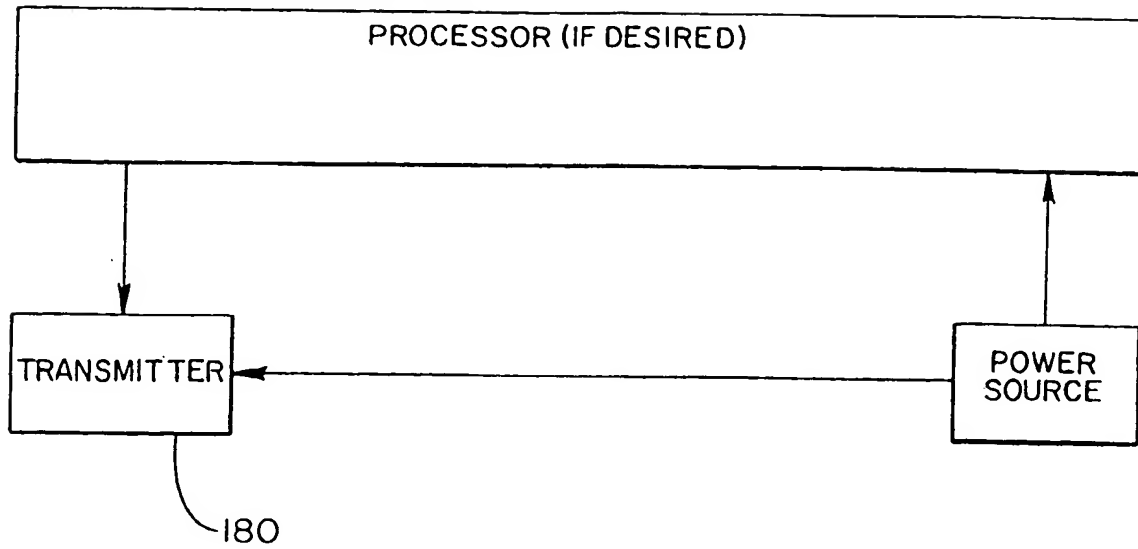 PROCESSOR (IF DESIRED)
TRANSMITTER
POWER
SOURCE
180